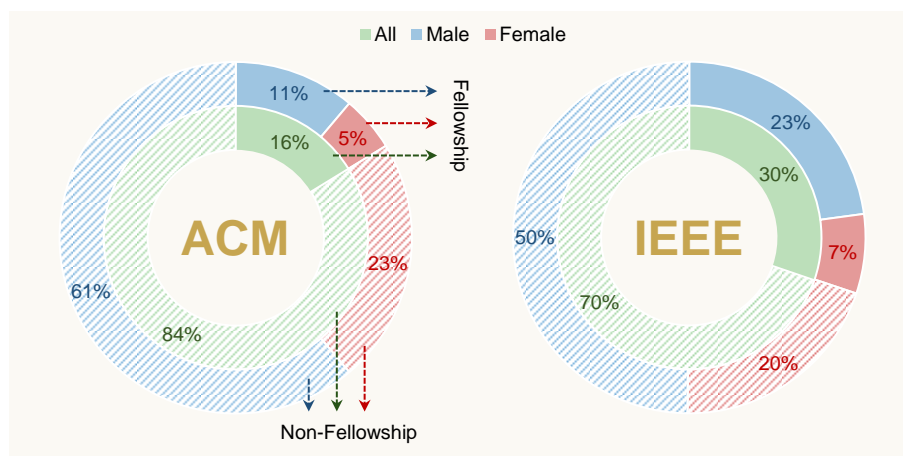 All Male Female
11%
16%
5%
Fellowship
ACM
23%
61%
84%
Non-Fellowship
23%
30%
IEEE
50%
7%
70%
20%